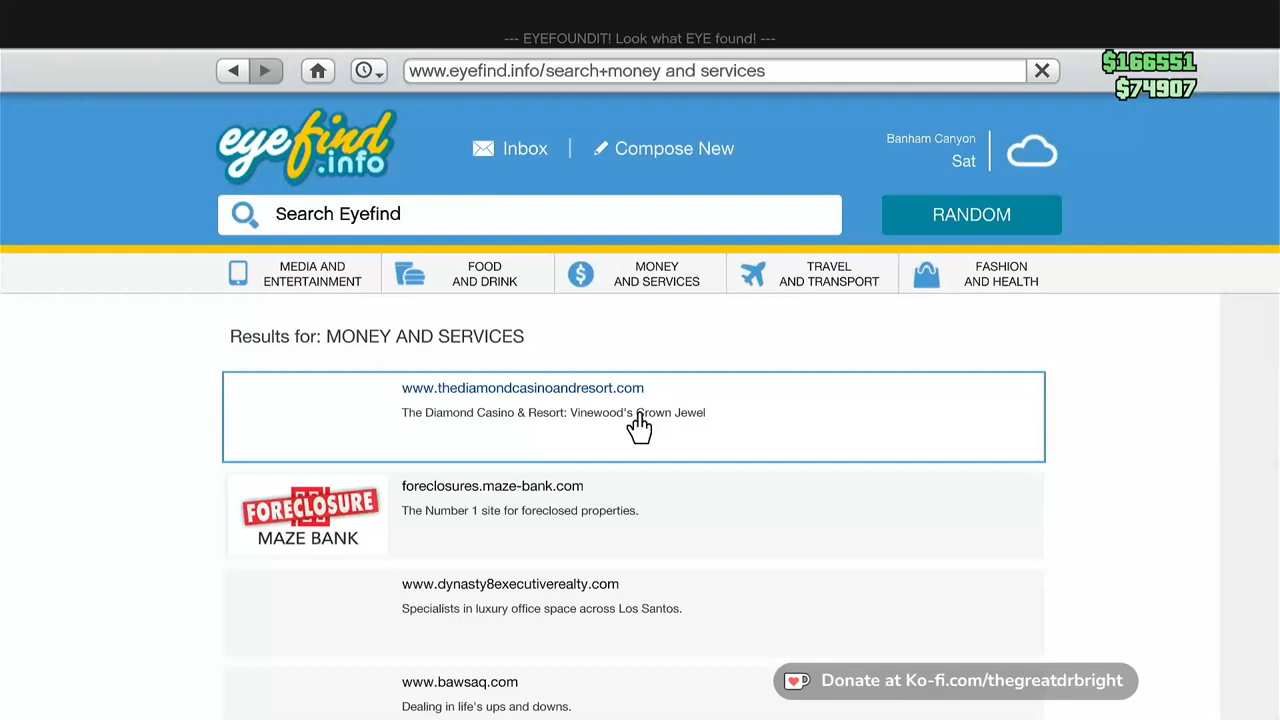 --- EYEFOUNDIT! Look what EYE found! ---
www.eyefind.info/search+money and services
$166551
$74907
eyefind
.info
Inbox
Compose New
Banham Canyon
Sat
Search Eyefind
RANDOM
MEDIA AND
ENTERTAINMENT
FOOD
AND DRINK
MONEY
AND SERVICES
TRAVEL
AND TRANSPORT
FASHION
AND HEALTH
Results for: MONEY AND SERVICES
www.thediamondcasinoandresort.com
The Diamond Casino & Resort: Vinewood's Crown Jewel
FORECLOSURE
MAZE BANK
foreclosures.maze-bank.com
The Number 1 site for foreclosed properties.
www.dynasty8executiverealty.com
Specialists in luxury office space across Los Santos.
www.bawsaq.com
Dealing in life's ups and downs.
Donate at Ko-fi.com/thegreatdrbright